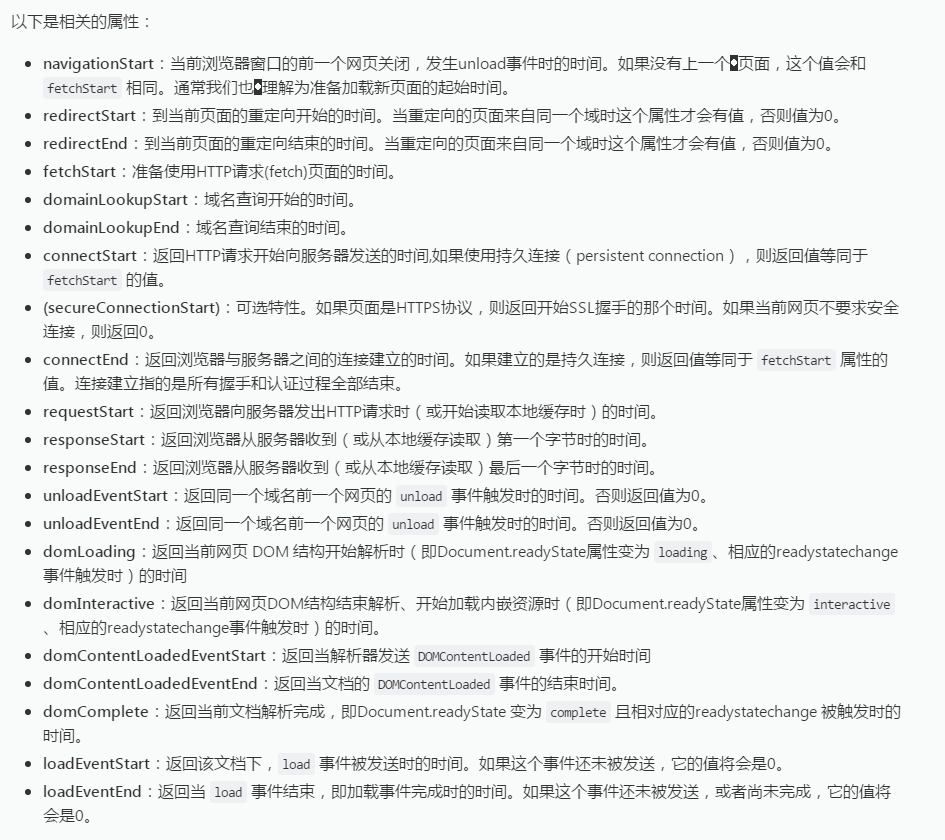 以下是相关的属性：
navigationStart：当前浏览器窗口的前一个网页关闭，发生unload事件时的时间。如果没有上一个�页面，这个值会和
fetchStart 相同。通常我们也�理解为准备加载新页面的起始时间。
redirectStart：到当前页面的重定向开始的时间。当重定向的页面来自同一个域时这个属性才会有值，否则值为0。
redirectEnd：到当前页面的重定向结束的时间。当重定向的页面来自同一个域时这个属性才会有值，否则值为0。
fetchStart：准备使用HTTP请求(fetch)页面的时间。
domainLookupStart：域名查询开始的时间。
domainLookupEnd：域名查询结束的时间。
connectStart：返回HTTP请求开始向服务器发送的时间,如果使用持久连接（persistent connection），则返回值等同于
fetchStart 的值。
(secureConnectionStart)：可选特性。如果页面是HTTPS协议，则返回开始SSL握手的那个时间。如果当前网页不要求安全
连接，则返回0。
connectEnd：返回浏览器与服务器之间的连接建立的时间。如果建立的是持久连接，则返回值等同于 fetchStart 属性的
值。连接建立指的是所有握手和认证过程全部结束。
requestStart：返回浏览器向服务器发出HTTP请求时（或开始读取本地缓存时）的时间。
responseStart：返回浏览器从服务器收到（或从本地缓存读取）第一个字节时的时间。
responseEnd：返回浏览器从服务器收到（或从本地缓存读取）最后一个字节时的时间。
unloadEventStart：返回同一个域名前一个网页的 unload 事件触发时的时间。否则返回值为0。
unloadEventEnd：返回同一个域名前一个网页的 unload 事件触发时的时间。否则返回值为0。
domLoading：返回当前网页 DOM 结构开始解析时（即Document.readyState属性变为 loading、相应的readystatechange
事件触发时）的时间
domInteractive：返回当前网页DOM结构结束解析、开始加载内嵌资源时（即Document.readyState属性变为 interactive
、相应的readystatechange事件触发时）的时间。
domContentLoadedEventStart：返回当解析器发送 DOMContentLoaded 事件的开始时间
domContentLoadedEventEnd：返回当文档的 DOMContentLoaded 事件的结束时间。
domComplete：返回当前文档解析完成，即Document.readyState 变为 complete 且相对应的readystatechange 被触发时的
时间。
loadEventStart：返回该文档下，load 事件被发送时的时间。如果这个事件还未被发送，它的值将会是0。
loadEventEnd：返回当 load 事件结束，即加载事件完成时的时间。如果这个事件还未被发送，或者尚未完成，它的值将
会是0。